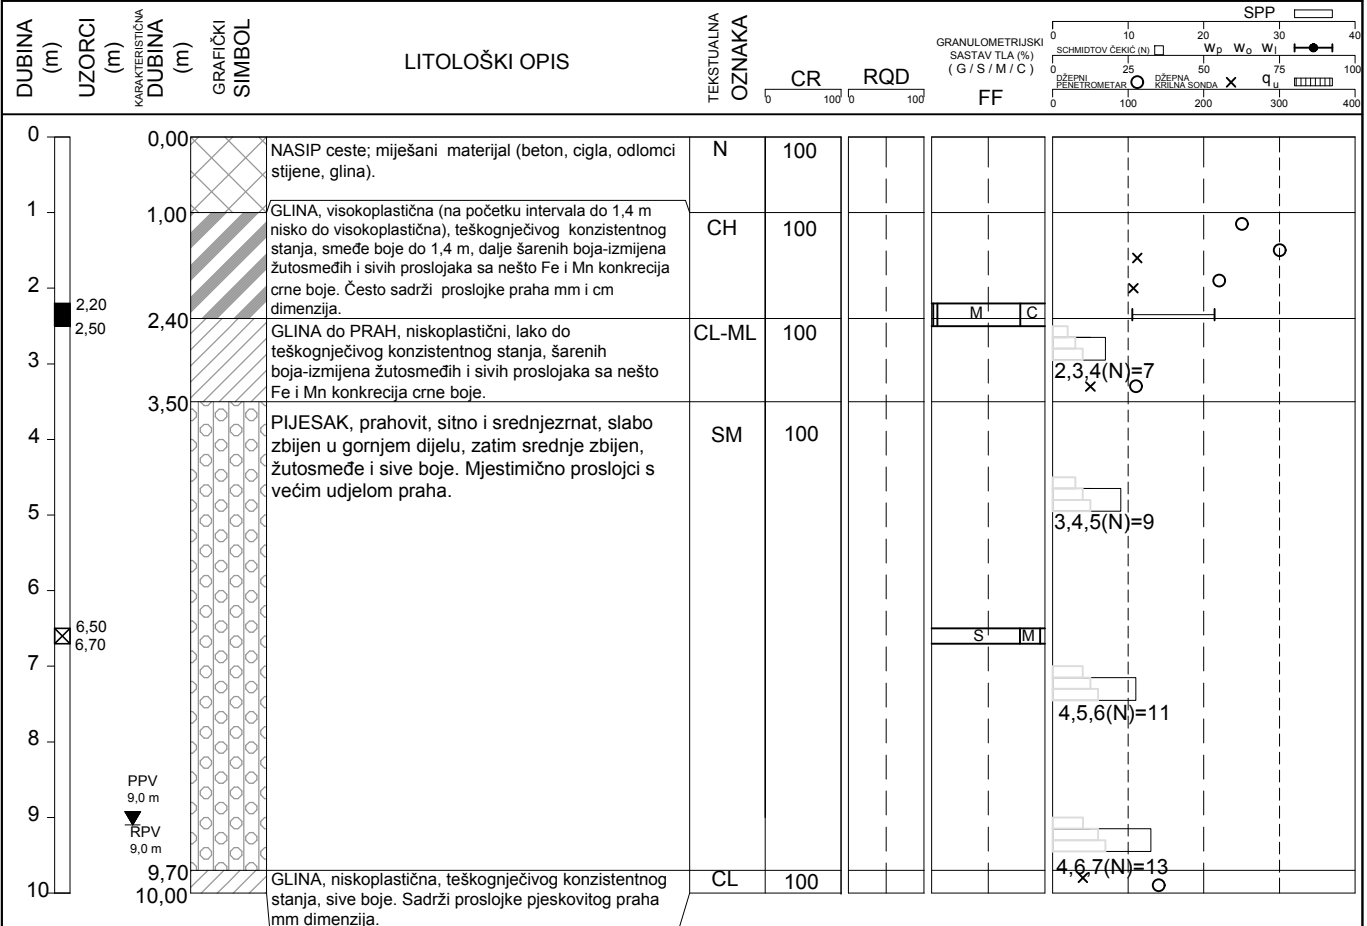 DUBINA
(m)
UZORCI
(m)
KARAKTERISTIČNA
DUBINA
(m)
GRAFIČKI
SIMBOL
LITOLOŠKI OPIS
TEKSTUALNA
OZNAKA
CR
0 100
RQD
0 100
GRANULOMETRIJSKI
SASTAV TLA (%)
( G / S / M / C )
FF
SPP
0 10 20 30 40
SCHMIDTOV ČEKIĆ (N) wp wo wl
0 25 50 75 100
DŽEPNI
PENETROMETAR
DŽEPNA
KRILNA SONDA
qu
0 100 200 300 400
0
0,00
NASIP ceste; miješani materijal (beton, cigla, odlomci
stijene, glina).
N
100
1
1,00
GLINA, visokoplastična (na početku intervala do 1,4 m
nisko do visokoplastična), teškognječivog konzistentnog
stanja, smeđe boje do 1,4 m, dalje šarenih boja-izmijena
žutosmeđih i sivih proslojaka sa nešto Fe i Mn konkrecija
crne boje. Često sadrži proslojke praha mm i cm
dimenzija.
CH
100
2
2,20
2,50
M C
2,40
GLINA do PRAH, niskoplastični, lako do
teškognječivog konzistentnog stanja, šarenih
boja-izmijena žutosmeđih i sivih proslojaka sa nešto
Fe i Mn konkrecija crne boje.
CL-ML
100
2,3,4(N)=7
3
3,50
PIJESAK, prahovit, sitno i srednjezrnat, slabo
zbijen u gornjem dijelu, zatim srednje zbijen,
žutosmeđe i sive boje. Mjestimično proslojci s
većim udjelom praha.
SM
100
4
5
3,4,5(N)=9
6
6,50
6,70
S M
7
4,5,6(N)=11
8
PPV
9,0 m
9
RPV
9,0 m
4,6,7(N)=13
9,70
10
10,00
GLINA, niskoplastična, teškognječivog konzistentnog
stanja, sive boje. Sadrži proslojke pjeskovitog praha
mm dimenzija.
CL
100